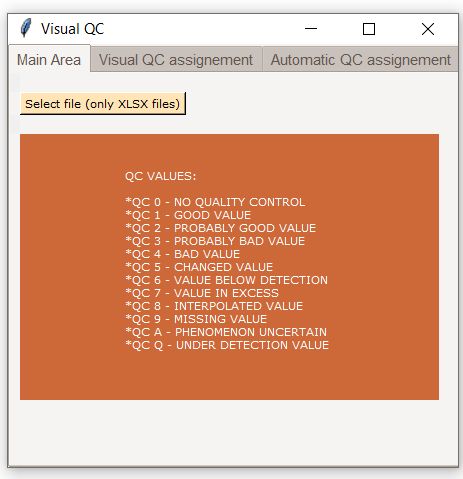 Visual QC
Main Area Visual QC assignement Automatic QC assignement
Select file (only XLSX files)
QC VALUES:
*QC 0 - NO QUALITY CONTROL
*QC 1 - GOOD VALUE
*QC 2 - PROBABLY GOOD VALUE
*QC 3 - PROBABLY BAD VALUE
*QC 4 - BAD VALUE
*QC 5 - CHANGED VALUE
*QC 6 - VALUE BELOW DETECTION
*QC 7 - VALUE IN EXCESS
*QC 8 - INTERPOLATED VALUE
*QC 9 - MISSING VALUE
*QC A - PHENOMENON UNCERTAIN
*QC Q - UNDER DETECTION VALUE